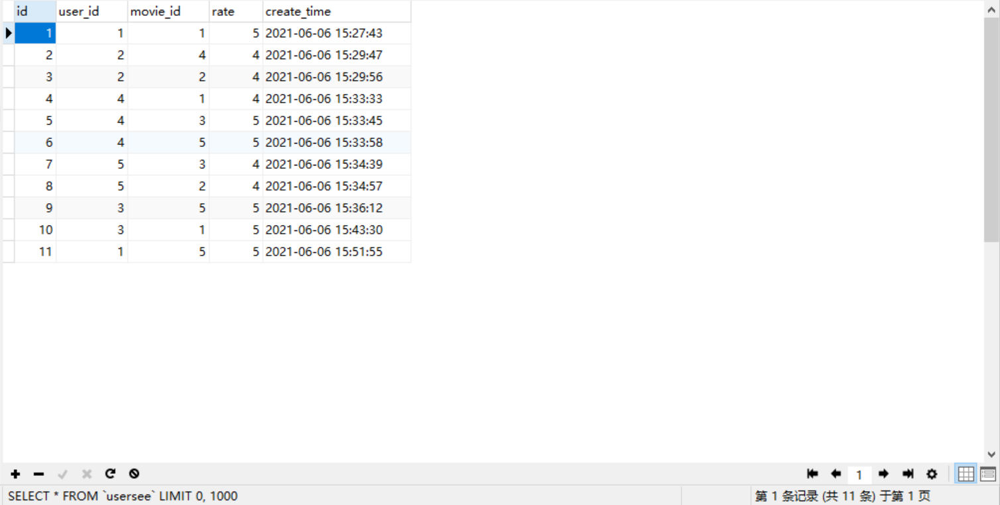 id user_id movie_id rate create_time
1 1 1 5 2021-06-06 15:27:43
2 2 4 4 2021-06-06 15:29:47
3 2 2 4 2021-06-06 15:29:56
4 4 1 4 2021-06-06 15:33:33
5 4 3 5 2021-06-06 15:33:45
6 4 5 5 2021-06-06 15:33:58
7 5 3 4 2021-06-06 15:34:39
8 5 2 4 2021-06-06 15:34:57
9 3 5 5 2021-06-06 15:36:12
10 3 1 5 2021-06-06 15:43:30
11 1 5 5 2021-06-06 15:51:55
1
SELECT * FROM `usersee` LIMIT 0, 1000 第 1 条记录 (共 11 条) 于第 1 页